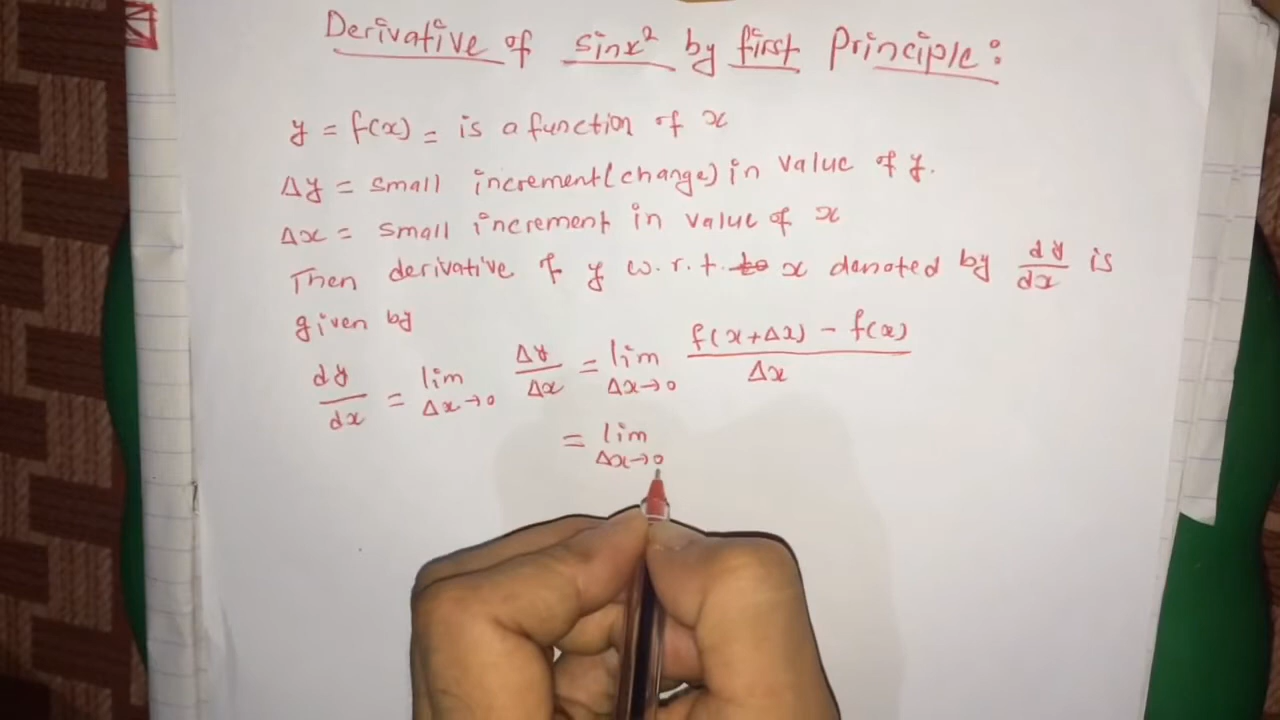 Derivative of sinx² by first Principle:
y = f(x) = is a function of x
Δy = small increment(change) in value of y.
Δx = small increment in value of x
Then derivative of y w.r.t. to x denoted by dy/dx is
given by
dy/dx = lim Δx→0 Δy/Δx = lim Δx→0 f(x+Δx) - f(x)/Δx
= lim Δx→0